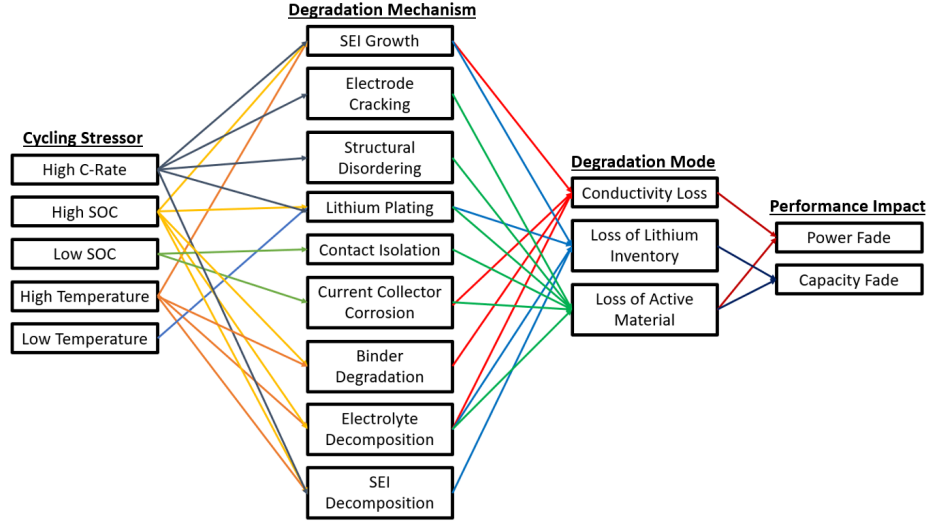 Degradation Mechanism
SEI Growth
Electrode
Cracking
Structural
Disordering
Lithium Plating
Contact Isolation
Current Collector
Corrosion
Binder
Degradation
Electrolyte
Decomposition
SEI
Decomposition
Cycling Stressor
High C-Rate
High SOC
Low SOC
High Temperature
Low Temperature
Degradation Mode
Conductivity Loss
Loss of Lithium
Inventory
Loss of Active
Material
Performance Impact
Power Fade
Capacity Fade